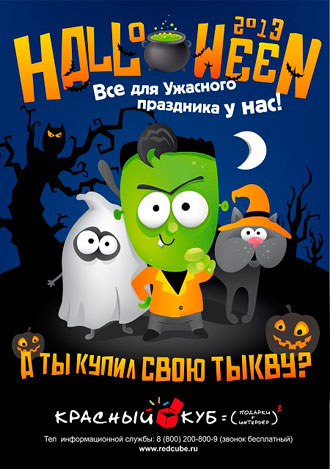 HALLOWEEN 2013
Все для Ужасного
праздника у нас!
А ТЫ КУПИЛ СВОЮ ТЫКВУ?
КРАСНЫЙ КУБ = (ПОДАРКИ + ИНТЕРЬЕР)³
Тел информационной службы: 8 (800) 200-800-9 (звонок бесплатный)
www.redcube.ru